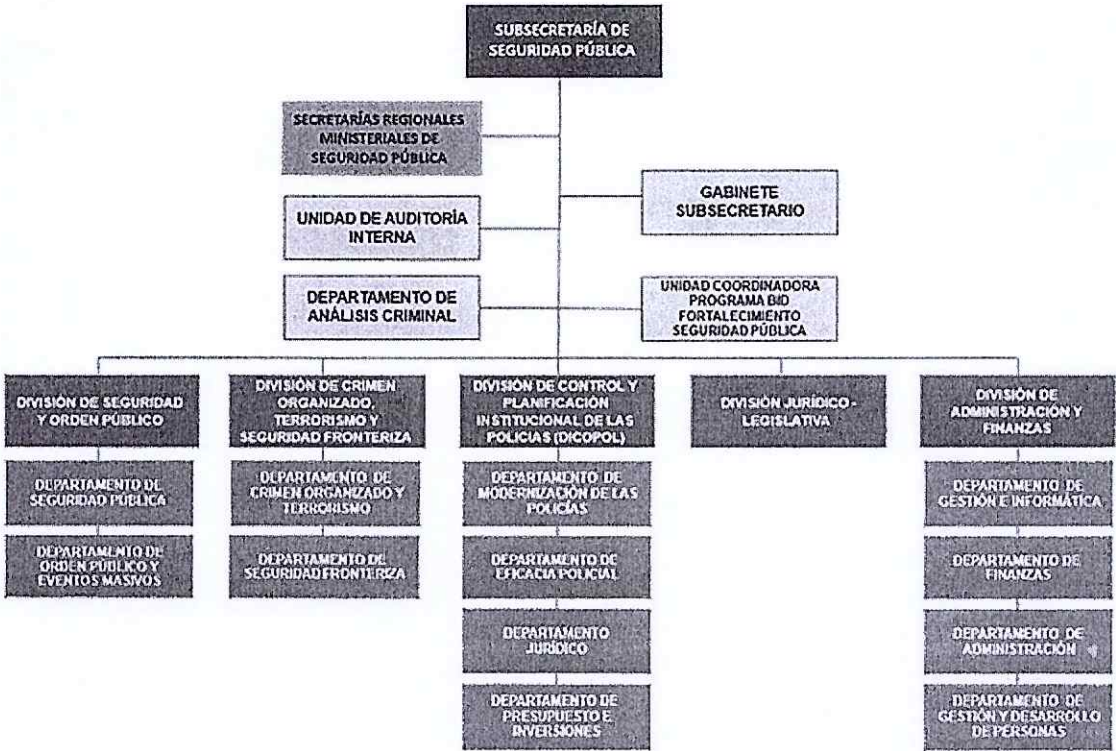 SUBSECRETARÍA DE
SEGURIDAD PÚBLICA
SECRETARÍAS REGIONALES
MINISTERIALES DE
SEGURIDAD PÚBLICA
GABINETE
SUBSECRETARIO
UNIDAD DE AUDITORÍA
INTERNA
DEPARTAMENTO DE
ANÁLISIS CRIMINAL
UNIDAD COORDINADORA
PROGRAMA BID
FORTALECIMIENTO
SEGURIDAD PÚBLICA
DIVISIÓN DE SEGURIDAD
Y ORDEN PÚBLICO
DEPARTAMENTO DE
SEGURIDAD PÚBLICA
DEPARTAMENTO DE
ORDEN PÚBLICO Y
EVENTOS MASIVOS
DIVISIÓN DE CRIMEN
ORGANIZADO,
TERRORISMO Y
SEGURIDAD FRONTERIZA
DEPARTAMENTO DE
CRIMEN ORGANIZADO Y
TERRORISMO
DEPARTAMENTO DE
SEGURIDAD FRONTERIZA
DIVISIÓN DE CONTROL Y
PLANIFICACIÓN
INSTITUCIONAL DE LAS
POLICÍAS (DICOPOL)
DEPARTAMENTO DE
MODERNIZACIÓN DE LAS
POLICÍAS
DEPARTAMENTO DE
EFICACIA POLICIAL
DEPARTAMENTO
JURÍDICO
DEPARTAMENTO DE
PRESUPUESTO E
INVERSIONES
DIVISIÓN JURÍDICO -
LEGISLATIVA
DIVISIÓN DE
ADMINISTRACIÓN Y
FINANZAS
DEPARTAMENTO DE
GESTIÓN E INFORMÁTICA
DEPARTAMENTO DE
FINANZAS
DEPARTAMENTO DE
ADMINISTRACIÓN
DEPARTAMENTO DE
GESTIÓN Y DESARROLLO
DE PERSONAS